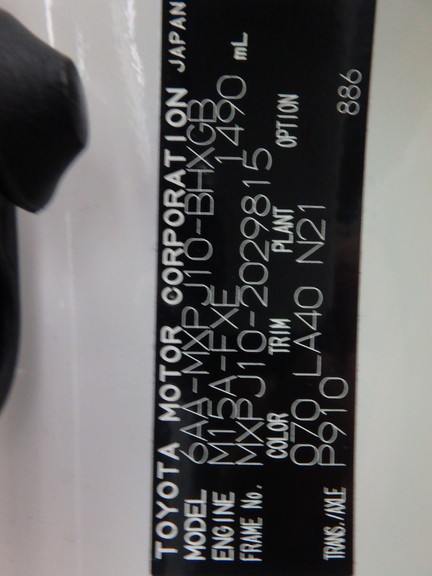 TOYOTA MOTOR CORPORATION JAPAN
MODEL 6AA-MXPJ10-BHXGB
ENGINE M15A-FXE 1490 mL
FRAME No. MXPJ10-2029815
COLOR TRIM PLANT OPTION
070 LA40 N21
TRANS./AXLE P910 886